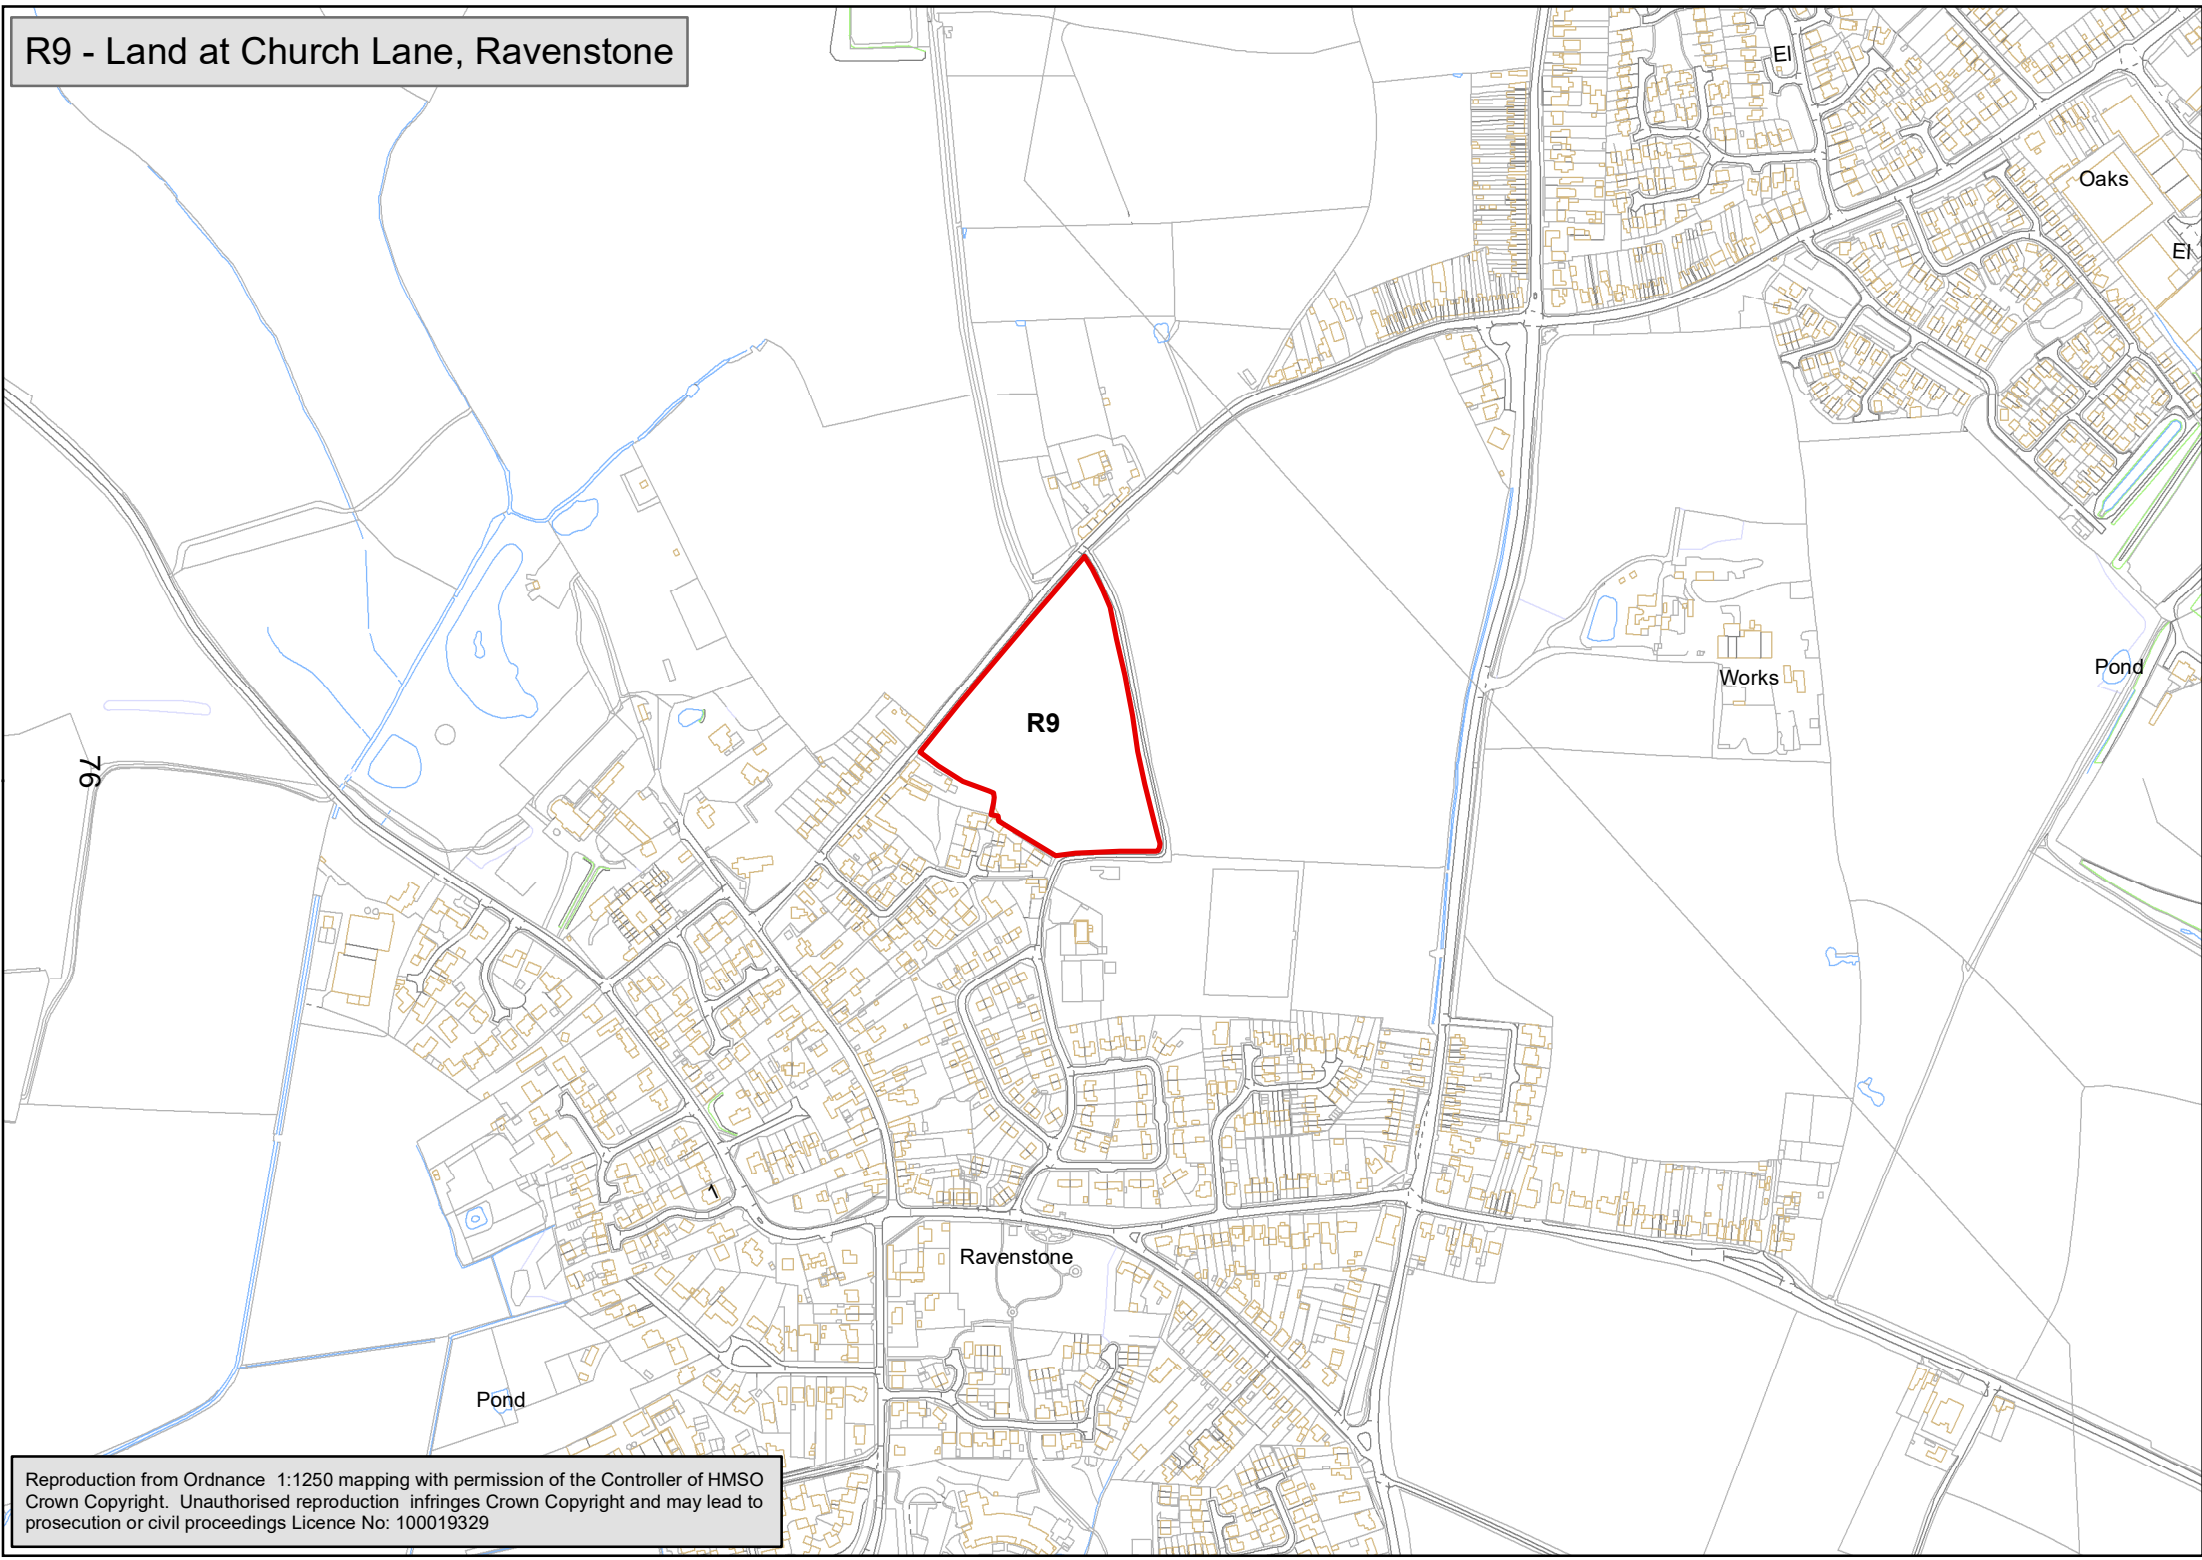 R9 - Land at Church Lane, Ravenstone
El
Oaks
El
Works
Pond
R9
76
1
Ravenstone
Pond
Reproduction from Ordnance 1:1250 mapping with permission of the Controller of HMSO
Crown Copyright. Unauthorised reproduction infringes Crown Copyright and may lead to
prosecution or civil proceedings Licence No: 100019329